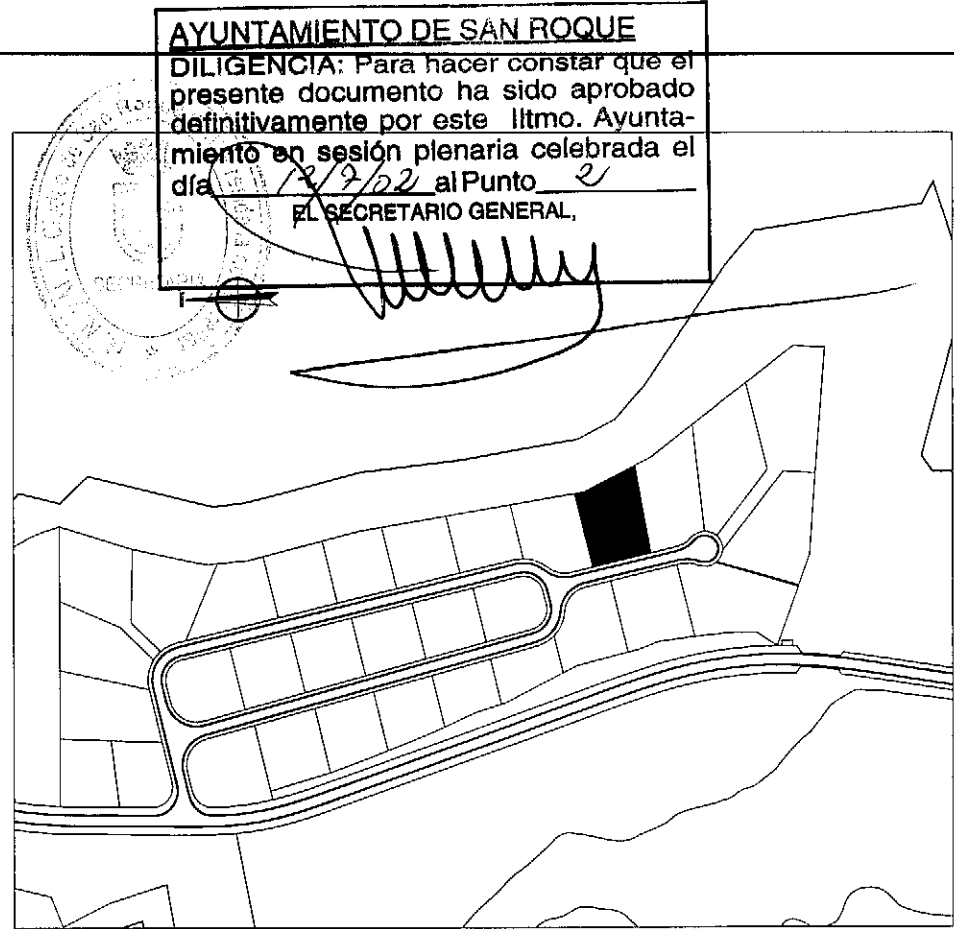 AYUNTAMIENTO DE SAN ROQUE
DILIGENCIA: Para hacer constar que el
presente documento ha sido aprobado
definitivamente por este Iltmo. Ayunta-
miento en sesión plenaria celebrada el
día 12/7/02 al Punto 2
EL SECRETARIO GENERAL,